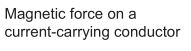 Magnetic force on a
current-carrying conductor